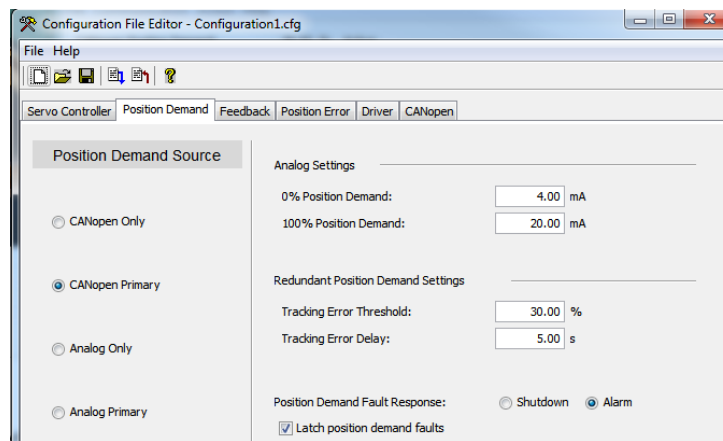 Configuration File Editor - Configuration1.cfg
File Help
Servo Controller Position Demand Feedback Position Error Driver CANopen
Position Demand Source
CANopen Only
CANopen Primary
Analog Only
Analog Primary
Analog Settings
0% Position Demand: 4.00 mA
100% Position Demand: 20.00 mA
Redundant Position Demand Settings
Tracking Error Threshold: 30.00 %
Tracking Error Delay: 5.00 s
Position Demand Fault Response: Shutdown Alarm
Latch position demand faults